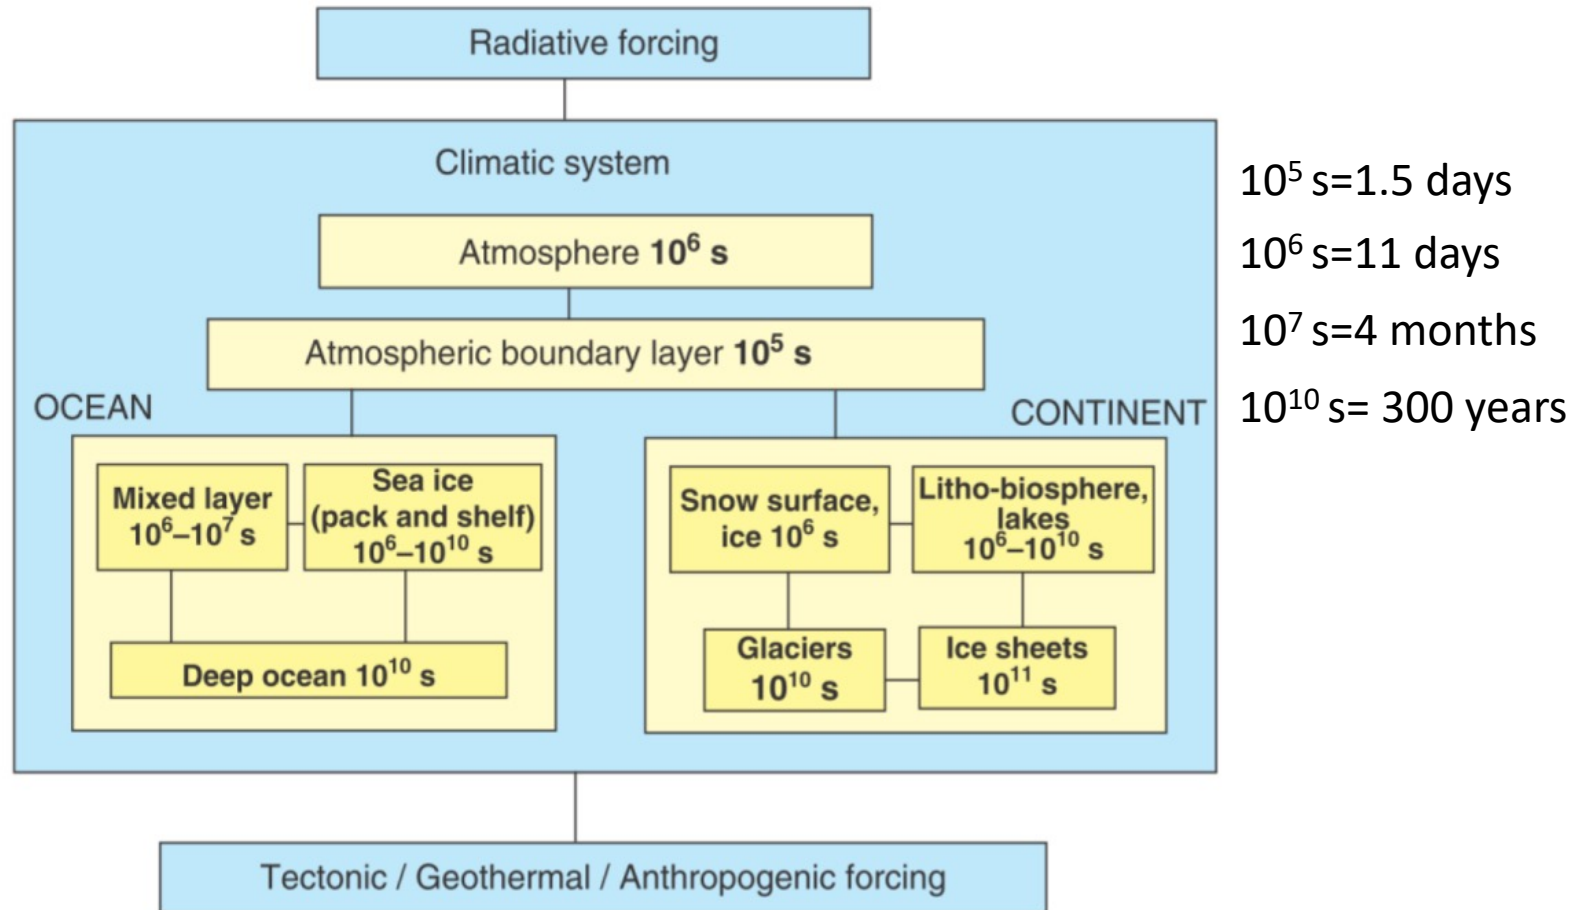 Radiative forcing
Climatic system
Atmosphere 10⁶ s
Atmospheric boundary layer 10⁵ s
OCEAN
Mixed layer
10⁶–10⁷ s
Sea ice
(pack and shelf)
10⁶–10¹⁰ s
Deep ocean 10¹⁰ s
CONTINENT
Snow surface,
ice 10⁶ s
Litho-biosphere,
lakes
10⁶–10¹⁰ s
Glaciers
10¹⁰ s
Ice sheets
10¹¹ s
Tectonic / Geothermal / Anthropogenic forcing
10⁵ s=1.5 days
10⁶ s=11 days
10⁷ s=4 months
10¹⁰ s= 300 years